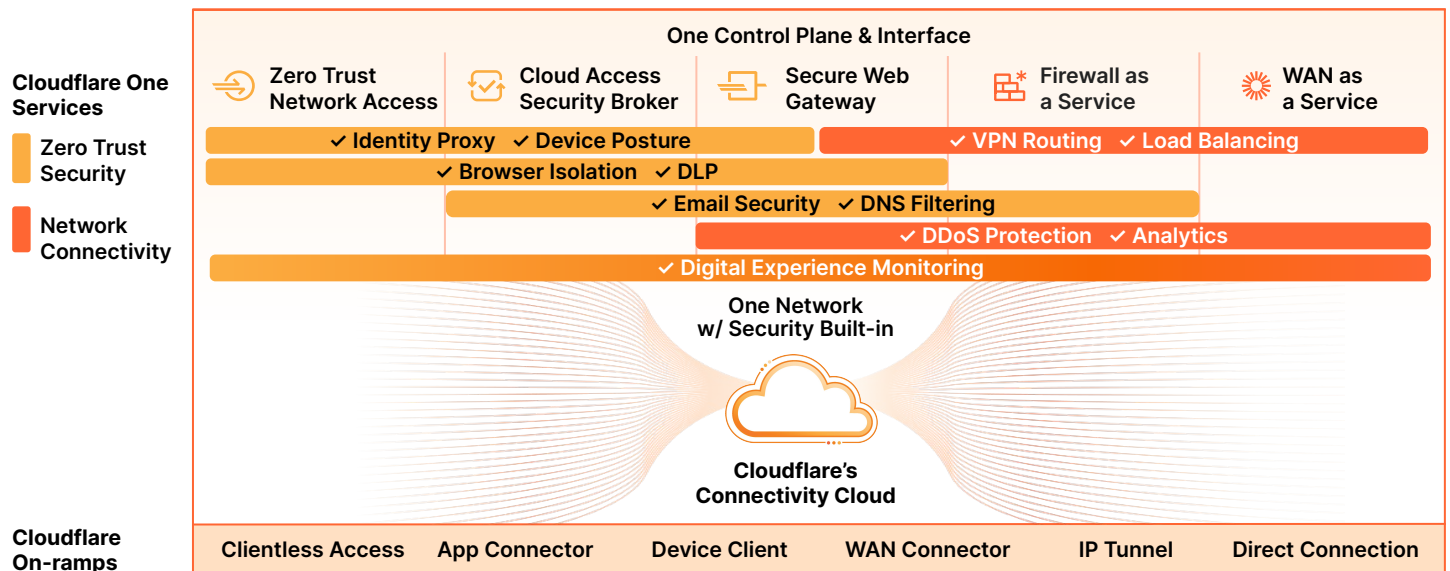 One Control Plane & Interface
Cloudflare One
Services
Zero Trust
Security
Network
Connectivity
Zero Trust
Network Access
Cloud Access
Security Broker
Secure Web
Gateway
Firewall as
a Service
WAN as
a Service
✓ Identity Proxy ✓ Device Posture
✓ VPN Routing ✓ Load Balancing
✓ Browser Isolation ✓ DLP
✓ Email Security ✓ DNS Filtering
✓ DDoS Protection ✓ Analytics
✓ Digital Experience Monitoring
One Network
w/ Security Built-in
Cloudflare’s
Connectivity Cloud
Cloudflare
On-ramps
Clientless Access
App Connector
Device Client
WAN Connector
IP Tunnel
Direct Connection